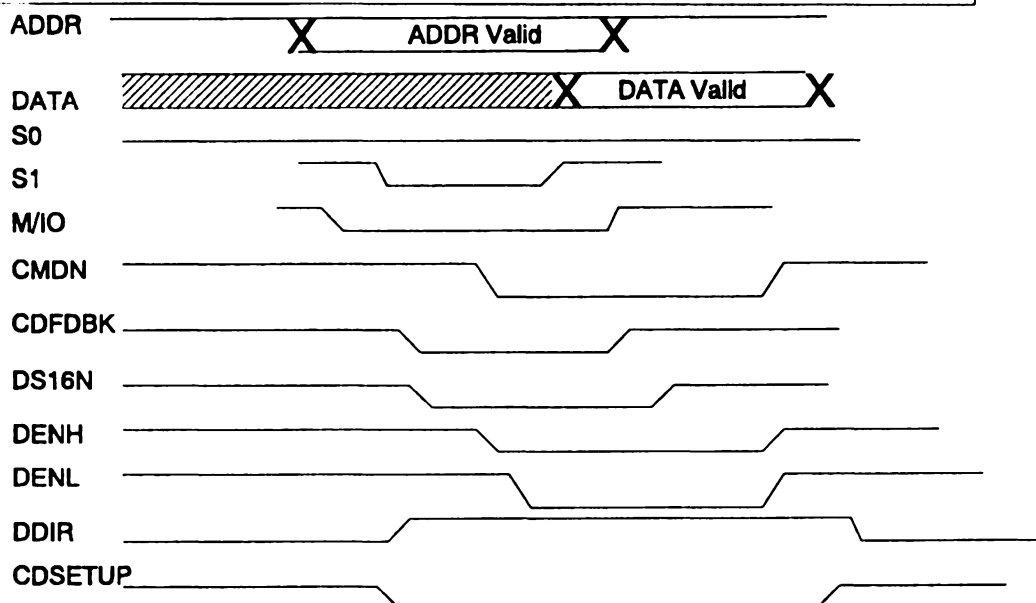 ADDR
ADDR Valid
DATA
DATA Valid
S0
S1
M/IO
CMDN
CDFDBK
DS16N
DENH
DENL
DDIR
CDSETUP